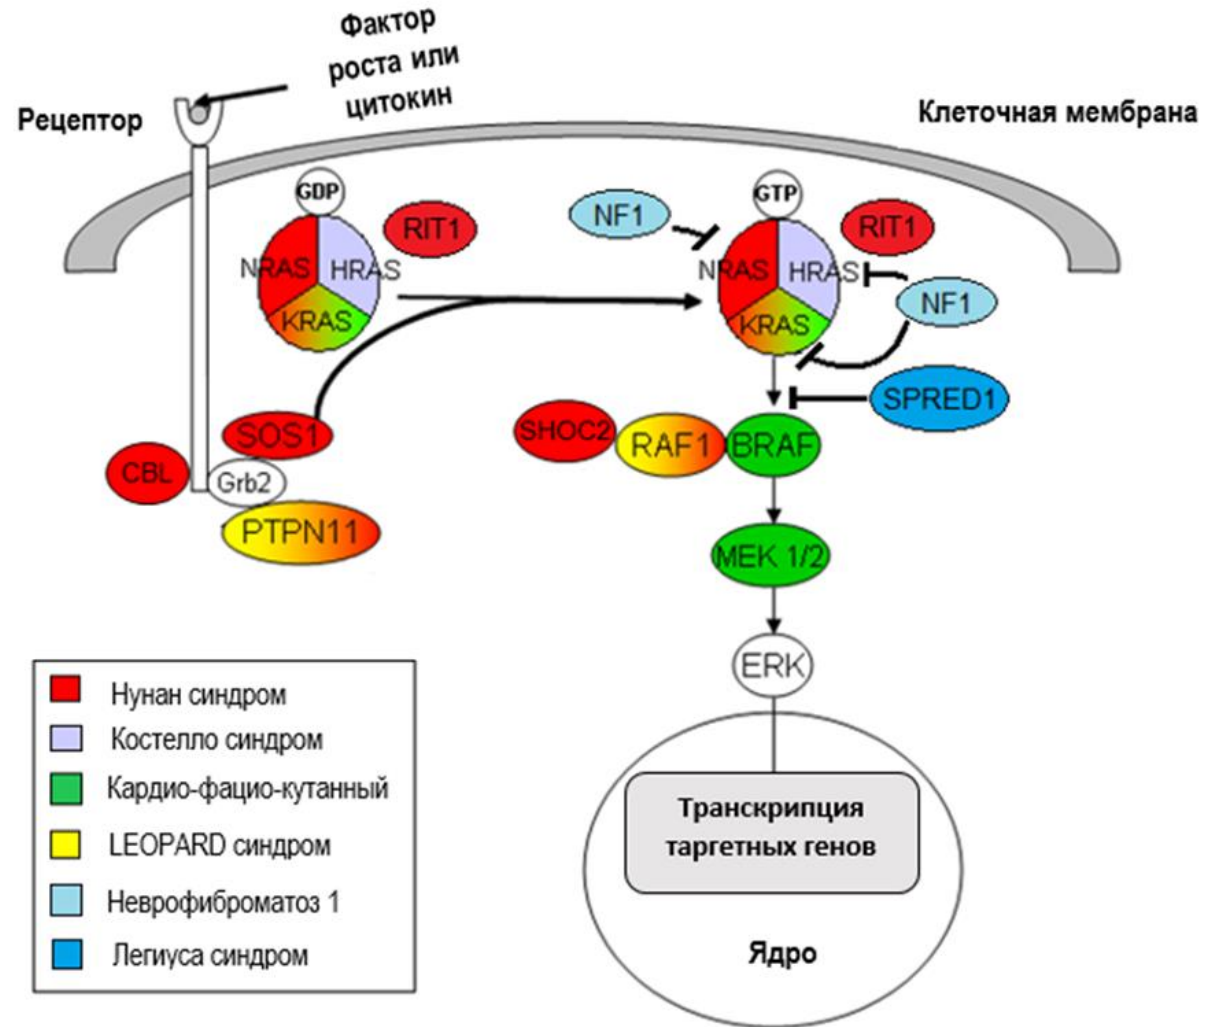 Фактор
роста или
цитокин
Рецептор
Клеточная мембрана
GDP
GTP
NF1
RIT1
RIT1
NRAS
HRAS
NRAS
HRAS
KRAS
KRAS
NF1
SPRED1
SOS1
SHOC2
RAF1
BRAF
CBL
Grb2
PTPN11
MEK 1/2
ERK
Нунан синдром
Костелло синдром
Кардио-фацио-кутанный
LEOPARD синдром
Неврофиброматоз 1
Легиуса синдром
Транскрипция
таргетных генов
Ядро